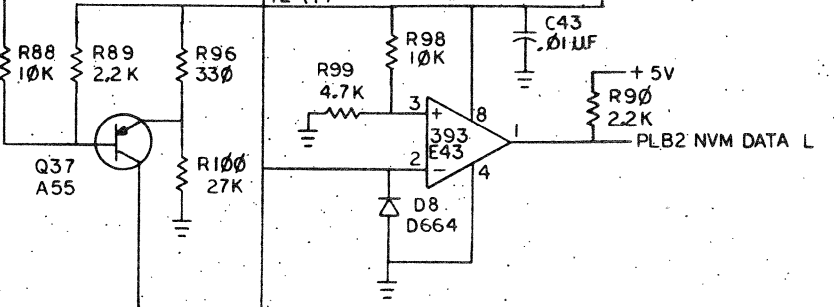 C43
.01 UF
R88
10K
R89
2.2K
R96
330
R98
10K
R99
4.7K
+ 5V
R90
2.2K
3
+
8
393
E43
1
PLB2 NVM DATA L
2
-
4
Q37
A55
R100
27K
D8
D664